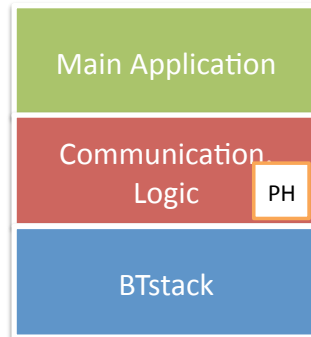 Main Application
Communication
Logic
PH
BTstack